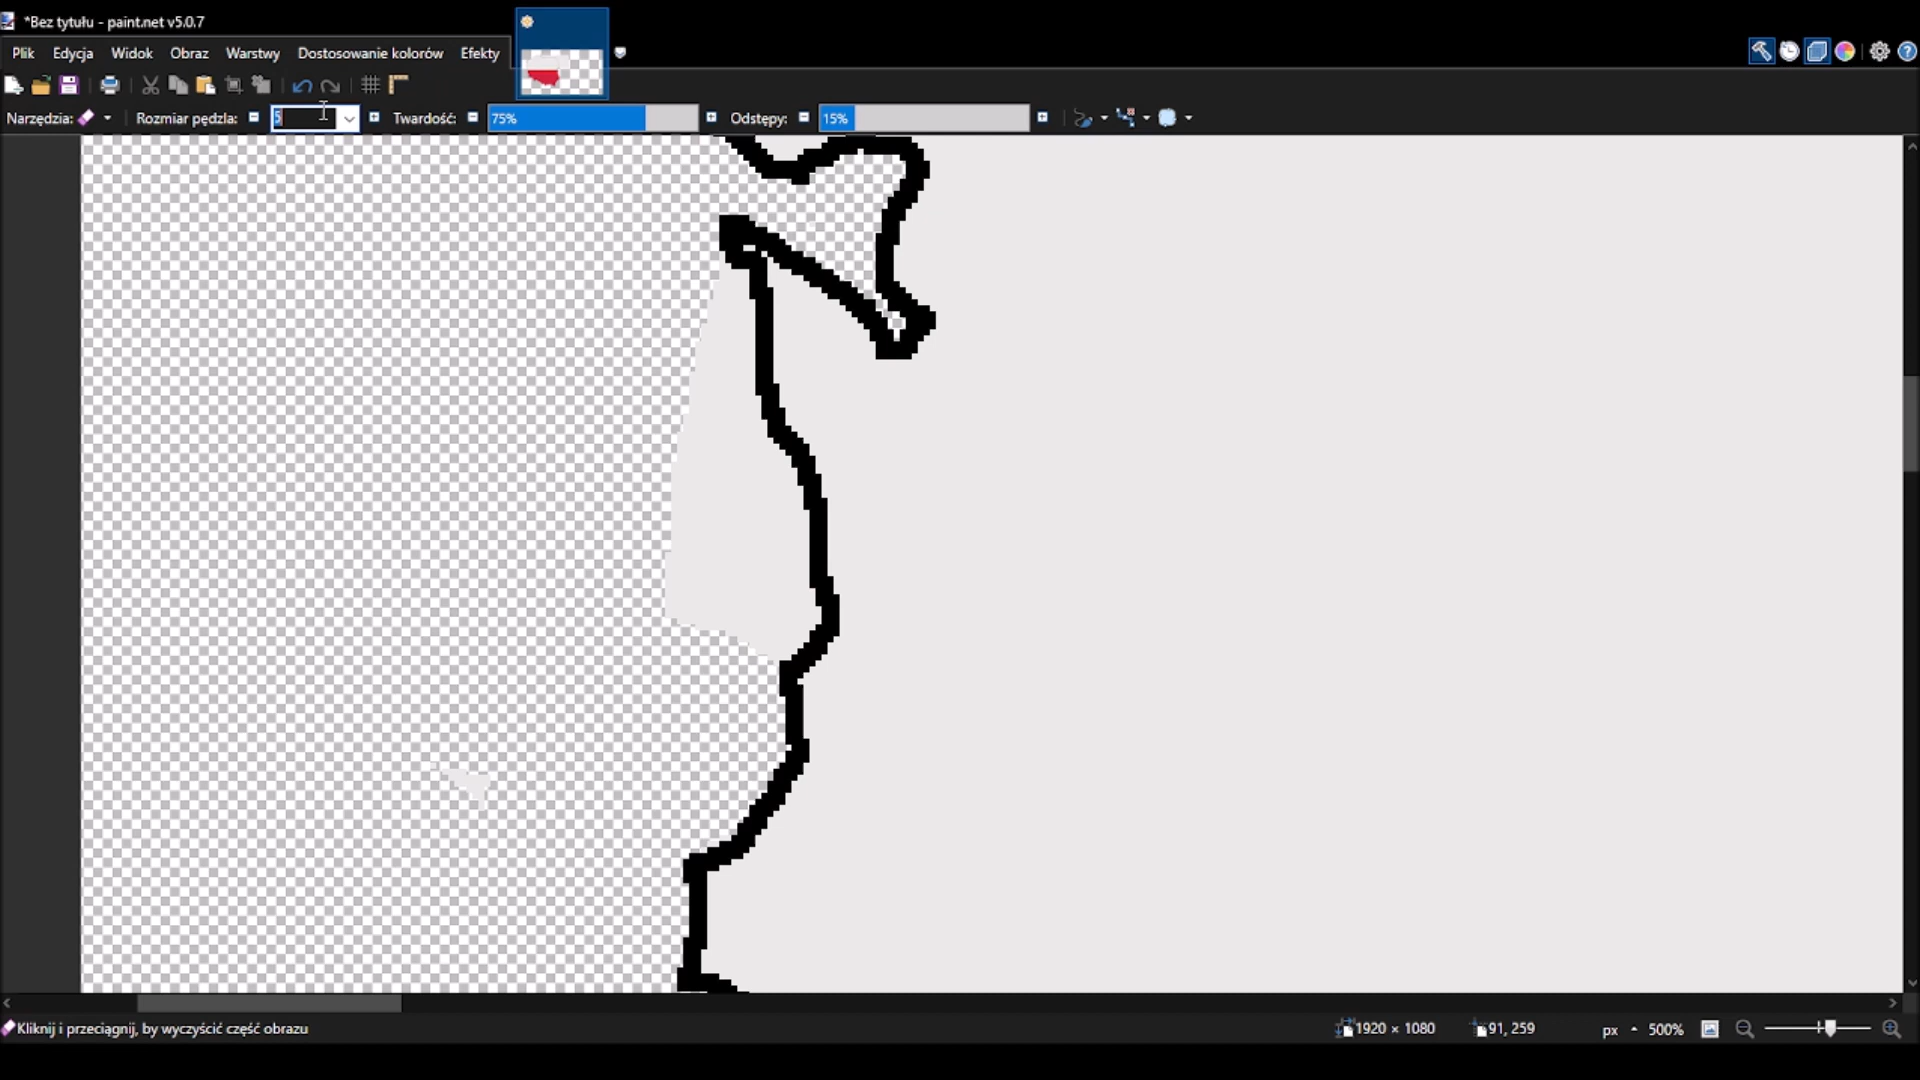 *Bez tytułu - paint.net v5.0.7
Plik Edycja Widok Obraz Warstwy Dostosowanie kolorów Efekty
Narzędzia: Rozmiar pędzla: 5 Twardość: 75% Odstępy: 15%
Kliknij i przeciągnij, by wyczyścić część obrazu 1920 × 1080 91, 259 px 500%